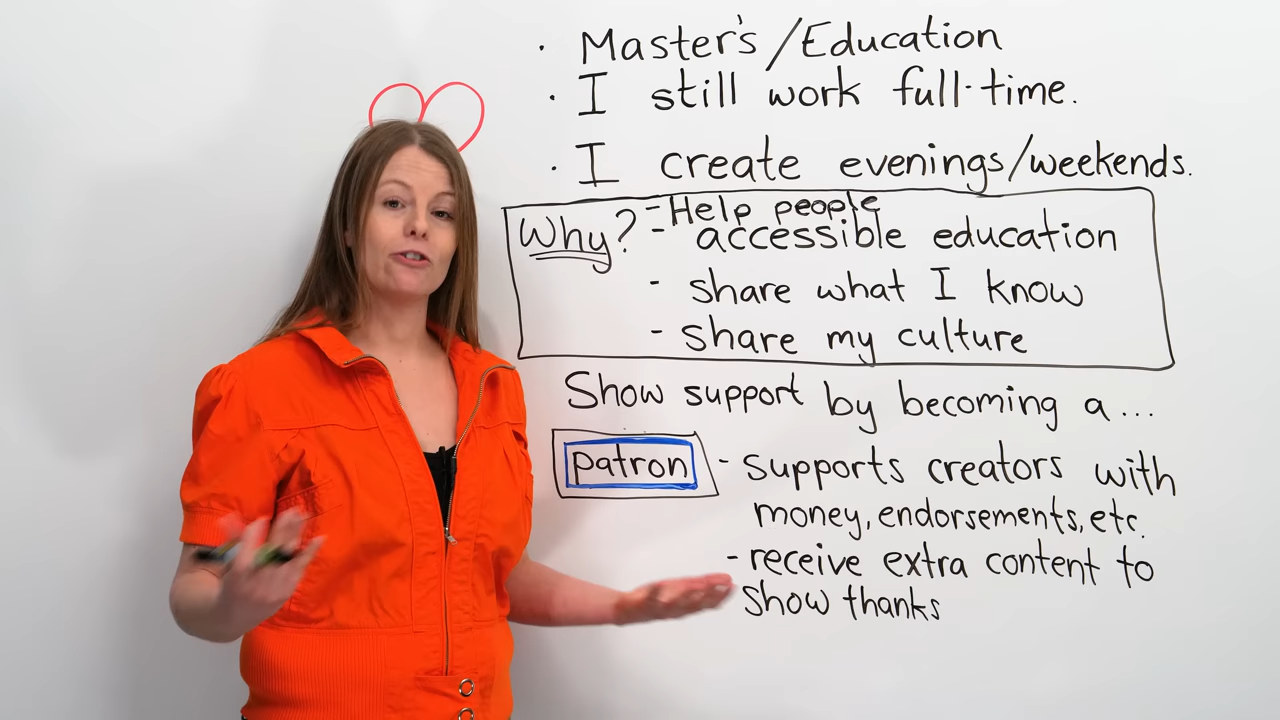 · Master's/Education
· I still work full-time.
· I create evenings/weekends.
Why? - Help people
- accessible education
- share what I know
- share my culture
Show support by becoming a...
patron - supports creators with
money, endorsements, etc.
- receive extra content to
show thanks